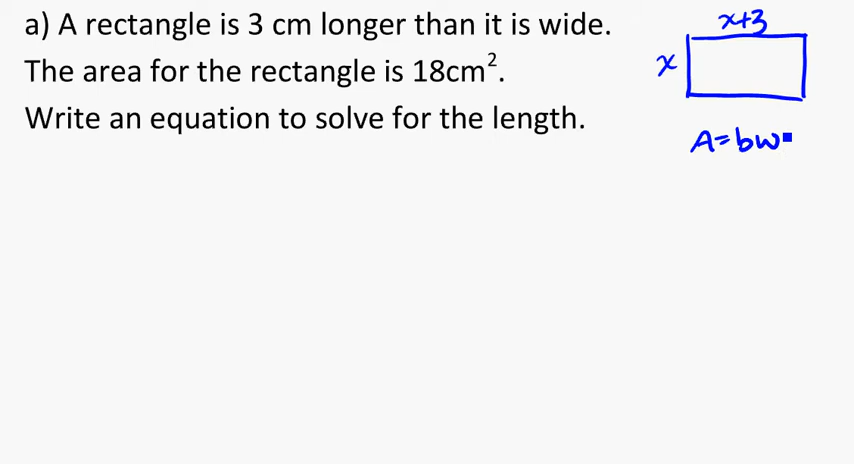 a) A rectangle is 3 cm longer than it is wide.
x+3
The area for the rectangle is 18cm².
x
Write an equation to solve for the length.
A=bw